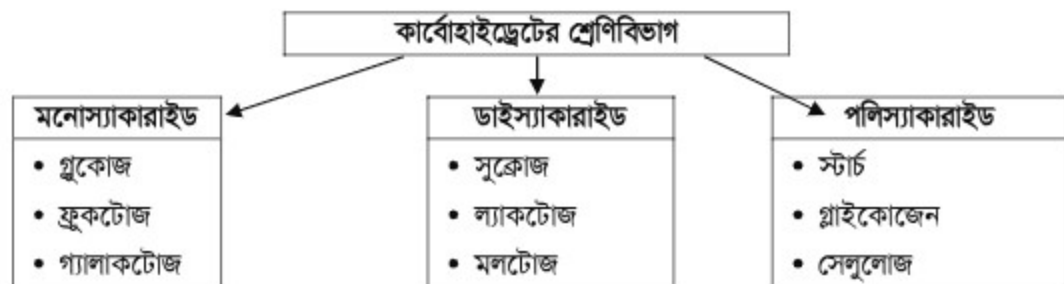 কার্বোহাইড্রেটের শ্রেণিবিভাগ
মনোস্যাকারাইড
• গ্লুকোজ
• ফ্রুকটোজ
• গ্যালাকটোজ
ডাইস্যাকারাইড
• সুক্রোজ
• ল্যাকটোজ
• মলটোজ
পলিস্যাকারাইড
• স্টার্চ
• গ্লাইকোজেন
• সেলুলোজ